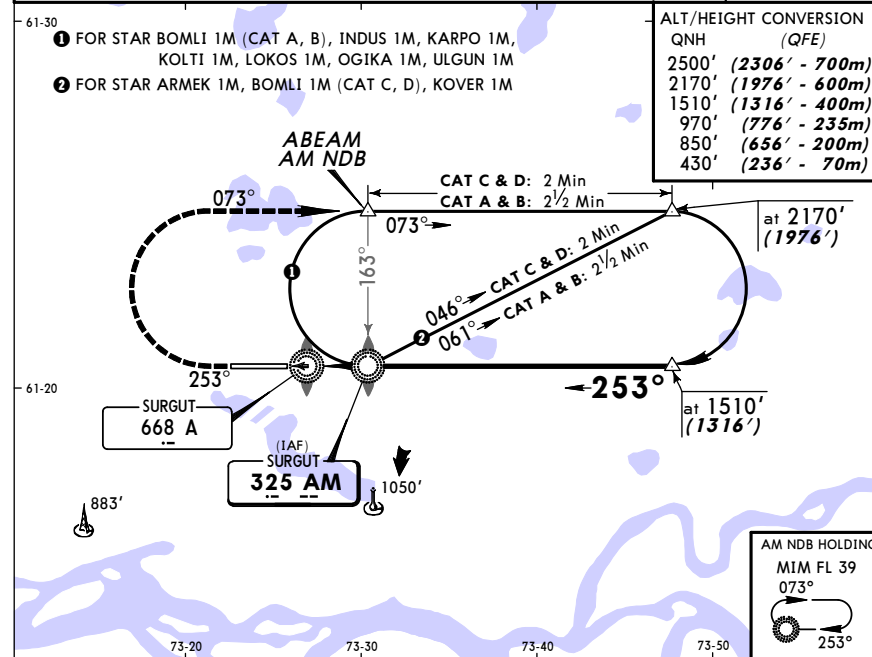 61-30
❶ FOR STAR BOMLI 1M (CAT A, B), INDUS 1M, KARPO 1M,
KOLTI 1M, LOKOS 1M, OGIKA 1M, ULGUN 1M
❷ FOR STAR ARMEK 1M, BOMLI 1M (CAT C, D), KOVER 1M
ALT/HEIGHT CONVERSION
QNH (QFE)
2500' (2306' - 700m)
2170' (1976' - 600m)
1510' (1316' - 400m)
970' (776' - 235m)
850' (656' - 200m)
430' (236' - 70m)
ABEAM
AM NDB
CAT C & D: 2 Min
CAT A & B: 2 1/2 Min
073°
073°
at 2170'
(1976')
163°
❶
046° CAT C & D: 2 Min
061° CAT A & B: 2 1/2 Min
❷
253°
61-20
253°
at 1510'
(1316')
SURGUT
668 A
(IAF)
SURGUT
325 AM
1050'
883'
AM NDB HOLDING
MIM FL 39
073°
253°
73-20
73-30
73-40
73-50